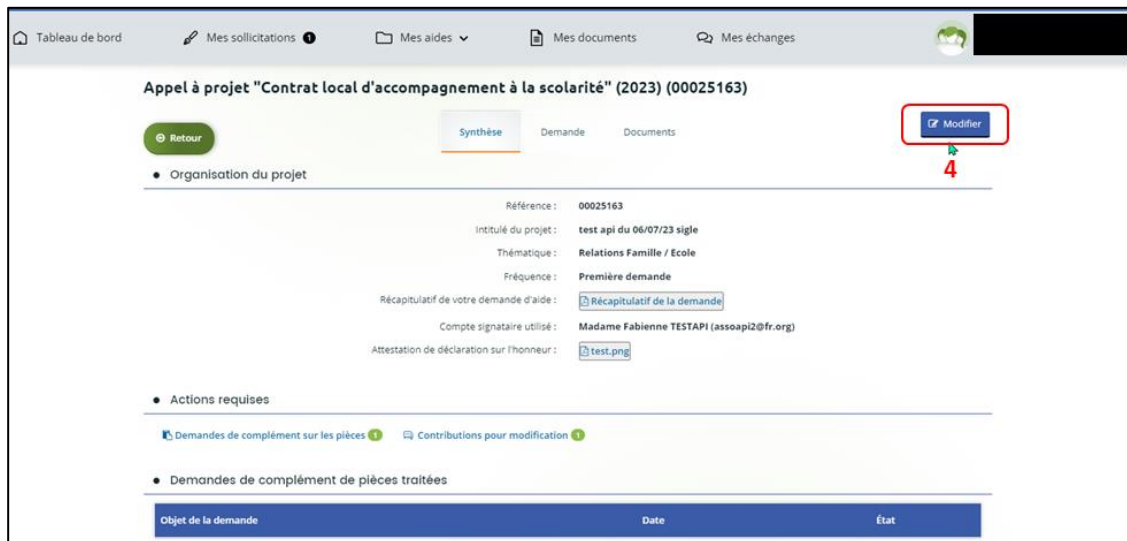 Tableau de bord Mes sollicitations 1 Mes aides Mes documents Mes échanges
Appel à projet "Contrat local d'accompagnement à la scolarité" (2023) (00025163)
Retour Synthèse Demande Documents Modifier
4
Organisation du projet
Référence : 00025163
Intitulé du projet : test api du 06/07/23 sigle
Thématique : Relations Famille / Ecole
Fréquence : Première demande
Récapitulatif de votre demande d'aide : Récapitulatif de la demande
Compte signataire utilisé : Madame Fabienne TESTAPI (assoapi2@fr.org)
Attestation de déclaration sur l'honneur : test.png
Actions requises
Demandes de complément sur les pièces 1 Contributions pour modification 1
Demandes de complément de pièces traitées
Objet de la demande Date État